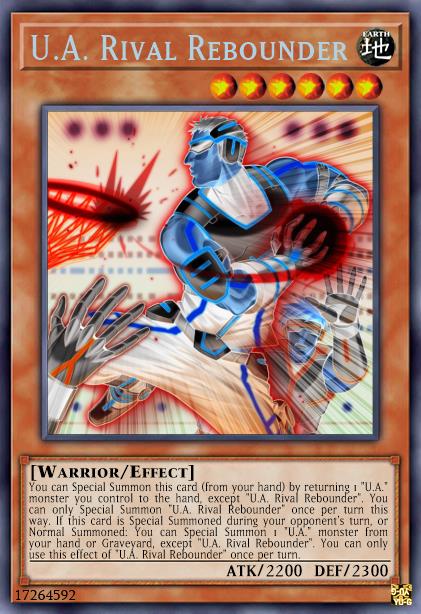 U.A. RIVAL REBOUNDER
EARTH
地
[WARRIOR/EFFECT]
You can Special Summon this card (from your hand) by returning 1 "U.A."
monster you control to the hand, except "U.A. Rival Rebounder". You
can only Special Summon "U.A. Rival Rebounder" once per turn this
way. If this card is Special Summoned during your opponent's turn, or
Normal Summoned: You can Special Summon 1 "U.A." monster from
your hand or Graveyard, except "U.A. Rival Rebounder". You can only
use this effect of "U.A. Rival Rebounder" once per turn.
ATK/2200 DEF/2300
17264592